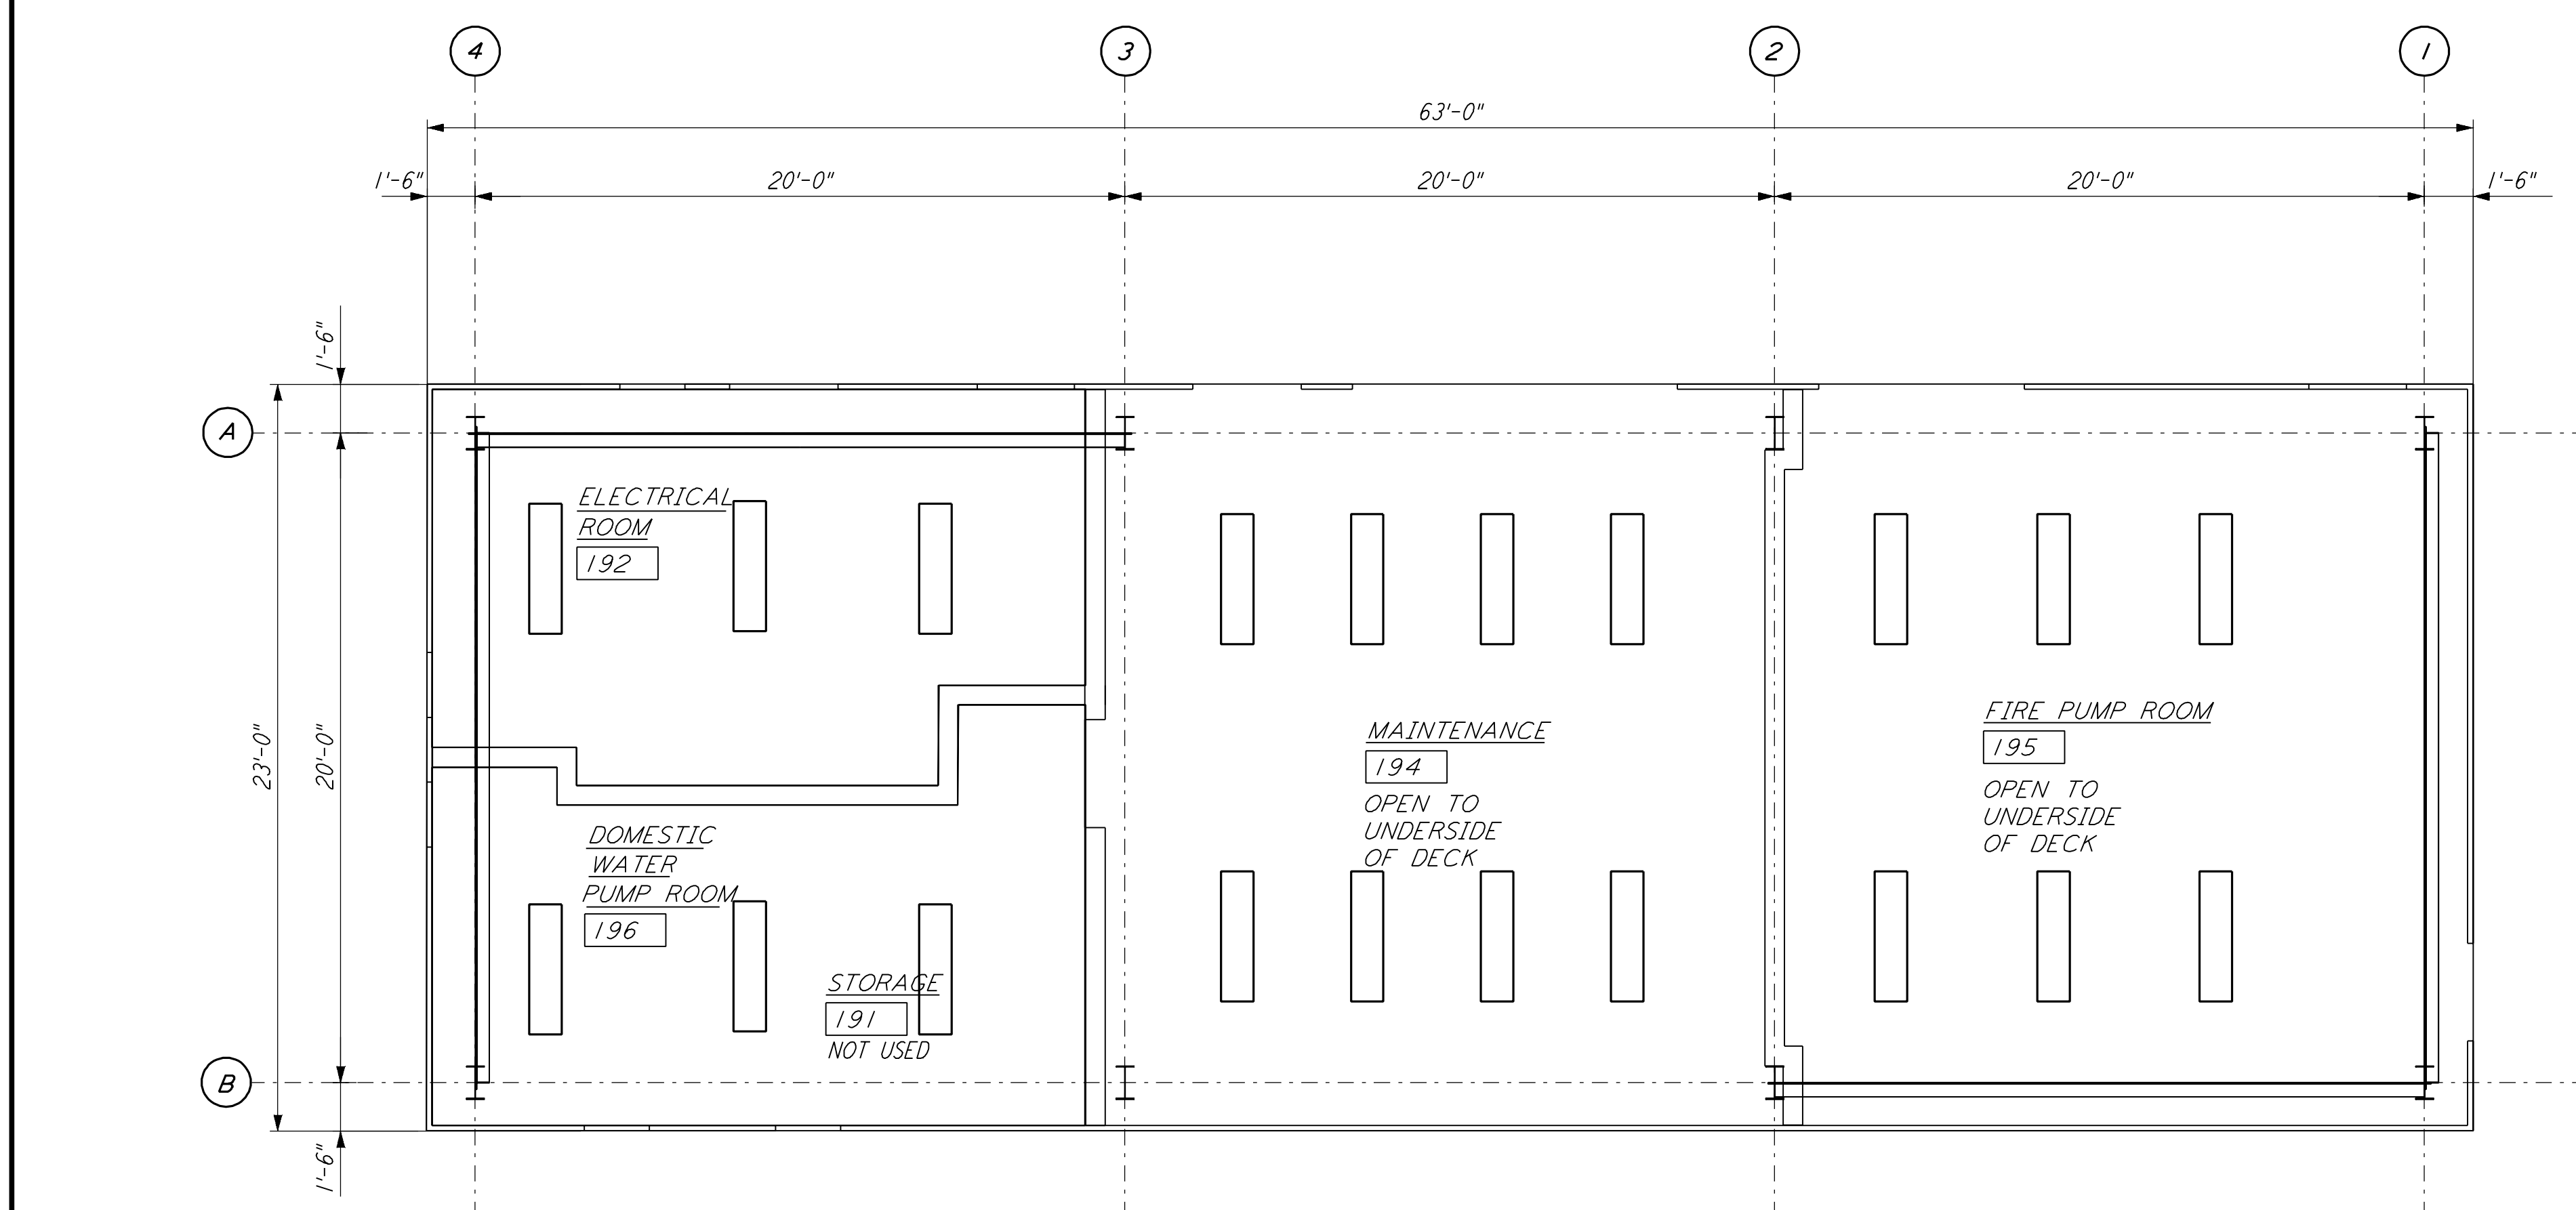 4
3
2
1
63'-0"
1'-6"
20'-0"
20'-0"
20'-0"
1'-6"
1'-6"
A
23'-0"
20'-0"
B
1'-6"
ELECTRICAL
ROOM
192
DOMESTIC
WATER
PUMP ROOM
196
STORAGE
191
NOT USED
MAINTENANCE
194
OPEN TO
UNDERSIDE
OF DECK
FIRE PUMP ROOM
195
OPEN TO
UNDERSIDE
OF DECK